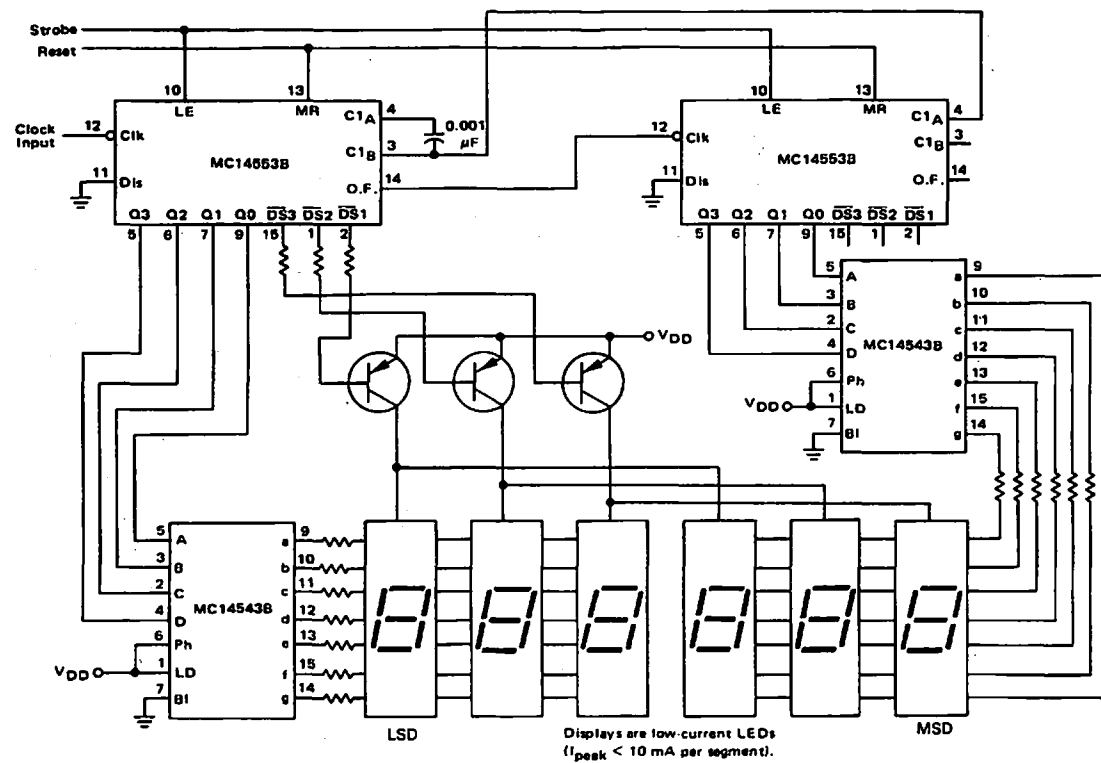 Strobe
Reset
10
13
LE
MR
Clock
Input
12
Clk
11
Dis
MC14553B
C1A
4
C1B
3
O.F.
14
0.001
μF
Q3
Q2
Q1
Q0
DS3
DS2
DS1
5
6
7
9
15
1
2
10
13
LE
MR
12
Clk
11
Dis
MC14553B
C1A
4
C1B
3
O.F.
14
Q3
Q2
Q1
Q0
DS3
DS2
DS1
5
6
7
9
15
1
2
VDD
5 A
3 B
2 C
4 D
6 Ph
VDD
1 LD
7 BI
MC14543B
a 9
b 10
c 11
d 12
e 13
f 15
g 14
5 A
3 B
2 C
4 D
6 Ph
VDD
1 LD
7 BI
MC14543B
a 9
b 10
c 11
d 12
e 13
f 15
g 14
LSD
MSD
Displays are low-current LEDs
(Ipeak < 10 mA per segment).